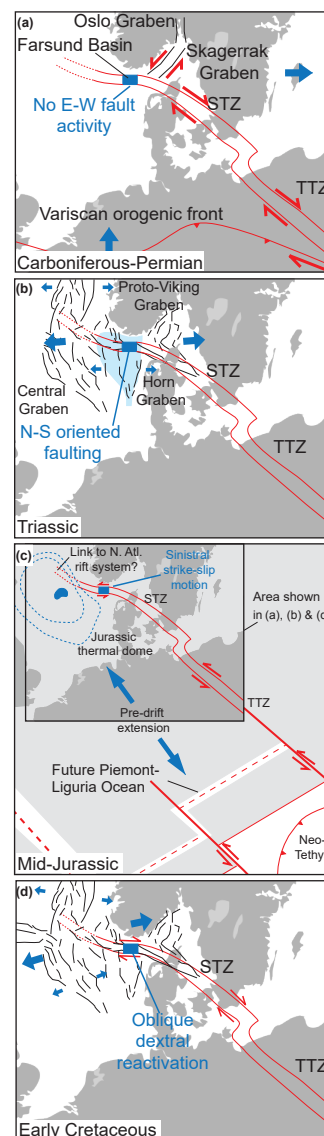 (a)
Oslo Graben
Farsund Basin
Skagerrak
Graben
No E-W fault
activity
STZ
TTZ
Variscan orogenic front
Carboniferous-Permian
(b)
Proto-Viking
Graben
STZ
Central
Graben
Horn
Graben
N-S oriented
faulting
TTZ
Triassic
(c)
Link to N. Atl.
rift system?
Sinistral
strike-slip
motion
STZ
Area shown
in (a), (b) & (d
Jurassic
thermal dome
TTZ
Pre-drift
extension
Future Piemont-
Liguria Ocean
Neo-
Tethy
Mid-Jurassic
(d)
STZ
Oblique
dextral
reactivation
TTZ
Early Cretaceous